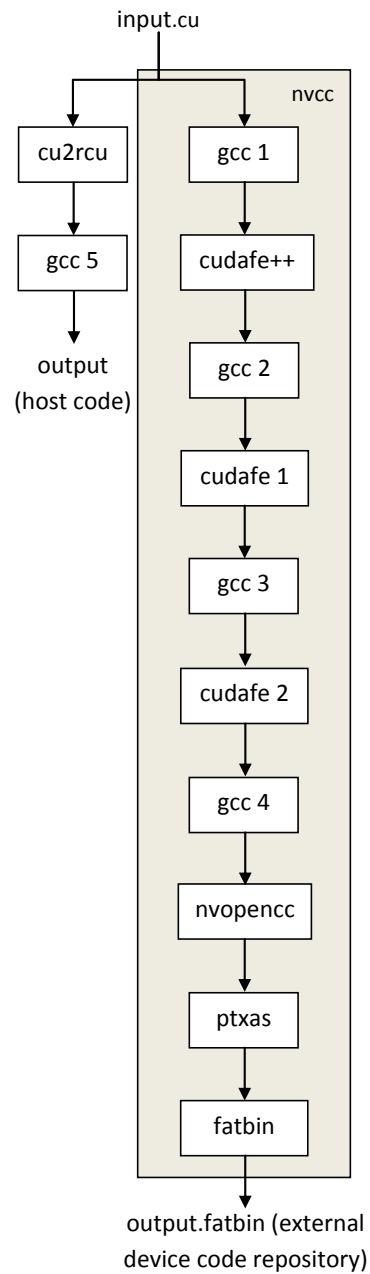 input.cu
nvcc
cu2rcu
gcc 5
output
(host code)
gcc 1
cudafe++
gcc 2
cudafe 1
gcc 3
cudafe 2
gcc 4
nvopencc
ptxas
fatbin
output.fatbin (external
device code repository)